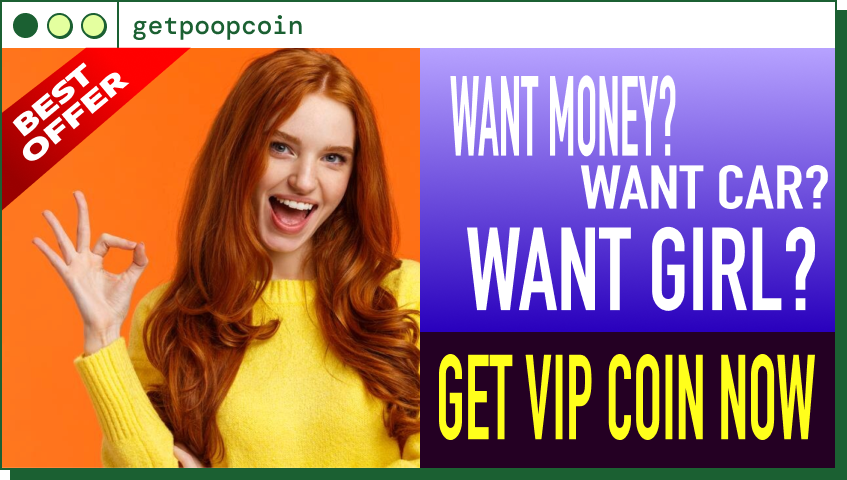 getpoopcoin
BEST
OFFER
WANT MONEY?
WANT CAR?
WANT GIRL?
GET VIP COIN NOW